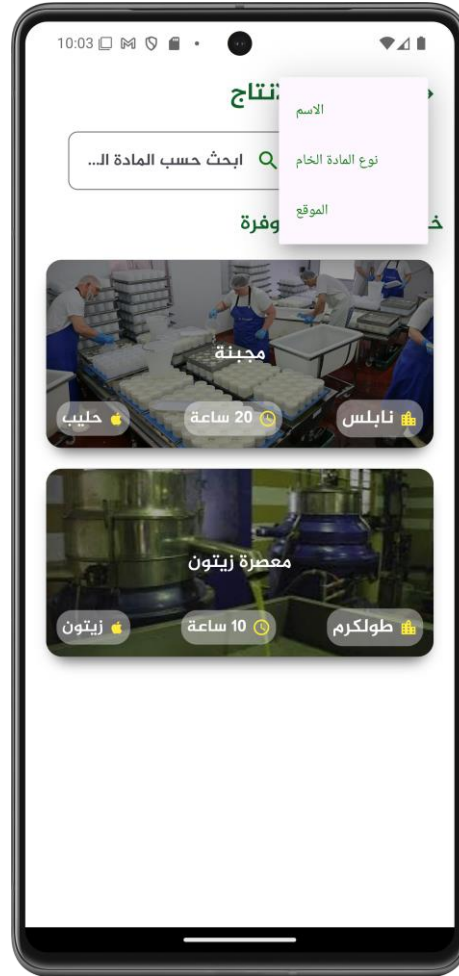 10:03
نتاج
الاسم
نوع المادة الخام
الموقع
ابحث حسب المادة الـ...
وفرة
مجبنة
نابلس
20 ساعة
حليب
معصرة زيتون
طولكرم
10 ساعة
زيتون